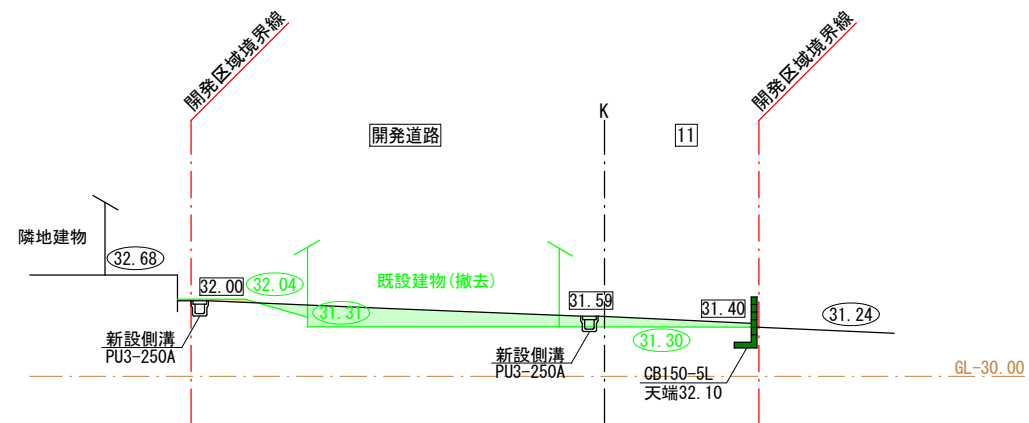 開発区域境界線
開発区域境界線
開発道路
K
11
隣地建物
32.68
32.00
32.04
既設建物(撤去)
31.31
31.59
31.40
31.24
新設側溝
PU3-250A
新設側溝
PU3-250A
31.30
CB150-5L
天端32.10
GL-30.00